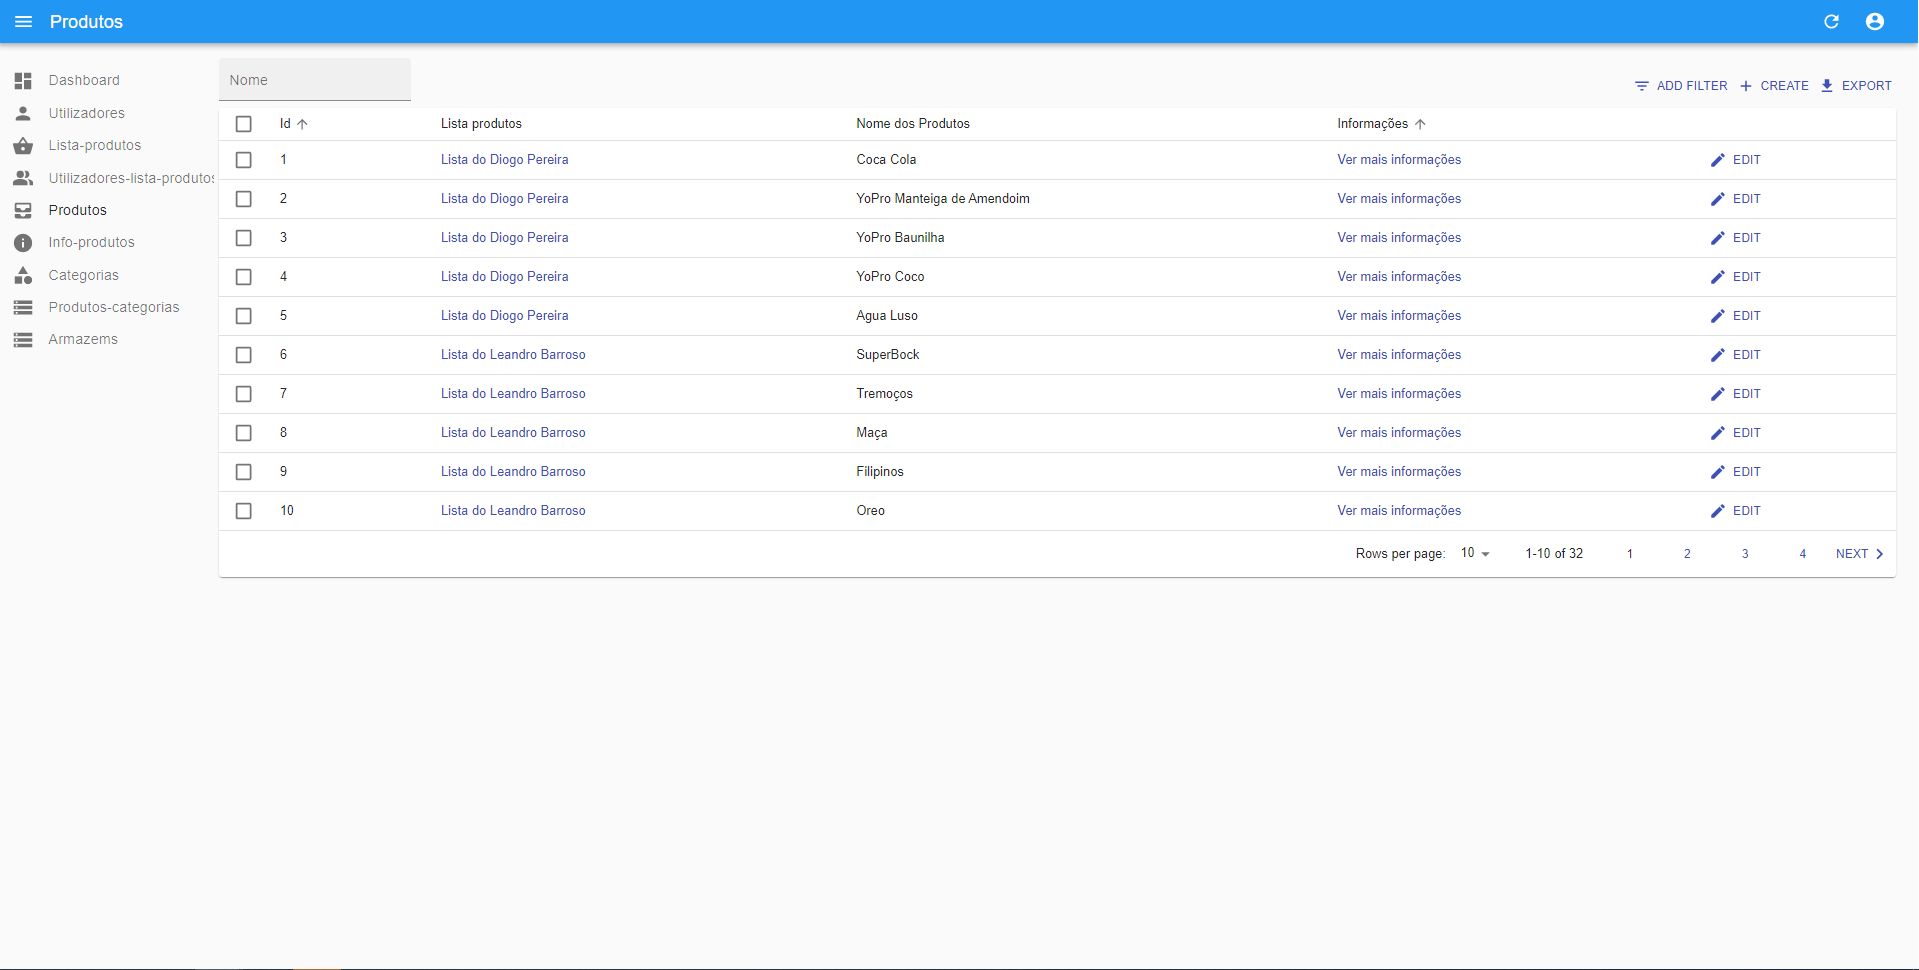 Produtos
Dashboard
Utilizadores
Lista-produtos
Utilizadores-lista-produtos
Produtos
Info-produtos
Categorias
Produtos-categorias
Armazems
Nome
ADD FILTER CREATE EXPORT
Id Lista produtos Nome dos Produtos Informações
1 Lista do Diogo Pereira Coca Cola Ver mais informações EDIT
2 Lista do Diogo Pereira YoPro Manteiga de Amendoim Ver mais informações EDIT
3 Lista do Diogo Pereira YoPro Baunilha Ver mais informações EDIT
4 Lista do Diogo Pereira YoPro Coco Ver mais informações EDIT
5 Lista do Diogo Pereira Agua Luso Ver mais informações EDIT
6 Lista do Leandro Barroso SuperBock Ver mais informações EDIT
7 Lista do Leandro Barroso Tremoços Ver mais informações EDIT
8 Lista do Leandro Barroso Maça Ver mais informações EDIT
9 Lista do Leandro Barroso Filipinos Ver mais informações EDIT
10 Lista do Leandro Barroso Oreo Ver mais informações EDIT
Rows per page: 10 1-10 of 32 1 2 3 4 NEXT